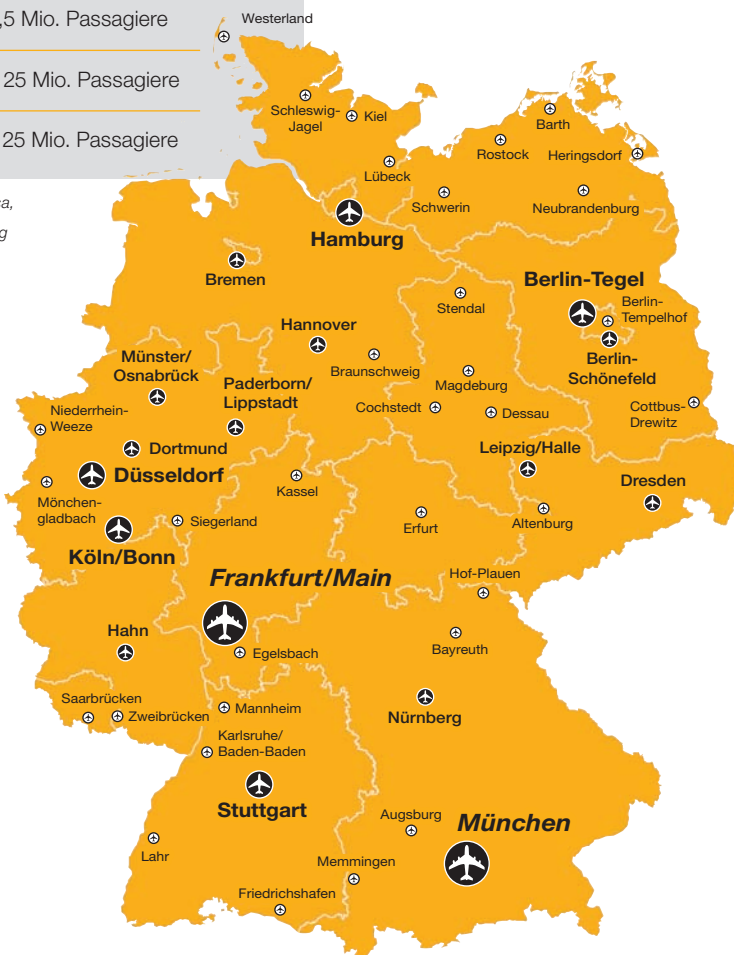 ,5 Mio. Passagiere
25 Mio. Passagiere
25 Mio. Passagiere
Westerland
Schleswig-
Jagel
Kiel
Barth
Rostock
Heringsdorf
Lübeck
Schwerin
Neubrandenburg
Hamburg
Bremen
Berlin-Tegel
Stendal
Berlin-
Tempelhof
Hannover
Münster/
Osnabrück
Braunschweig
Berlin-
Schönefeld
Paderborn/
Lippstadt
Magdeburg
Niederrhein-
Weeze
Cochstedt
Dessau
Cottbus-
Drewitz
Dortmund
Leipzig/Halle
Düsseldorf
Kassel
Dresden
Mönchen-
gladbach
Siegerland
Erfurt
Altenburg
Köln/Bonn
Frankfurt/Main
Hof-Plauen
Hahn
Egelsbach
Bayreuth
Saarbrücken
Zweibrücken
Mannheim
Nürnberg
Karlsruhe/
Baden-Baden
Stuttgart
Augsburg
München
Lahr
Memmingen
Friedrichshafen